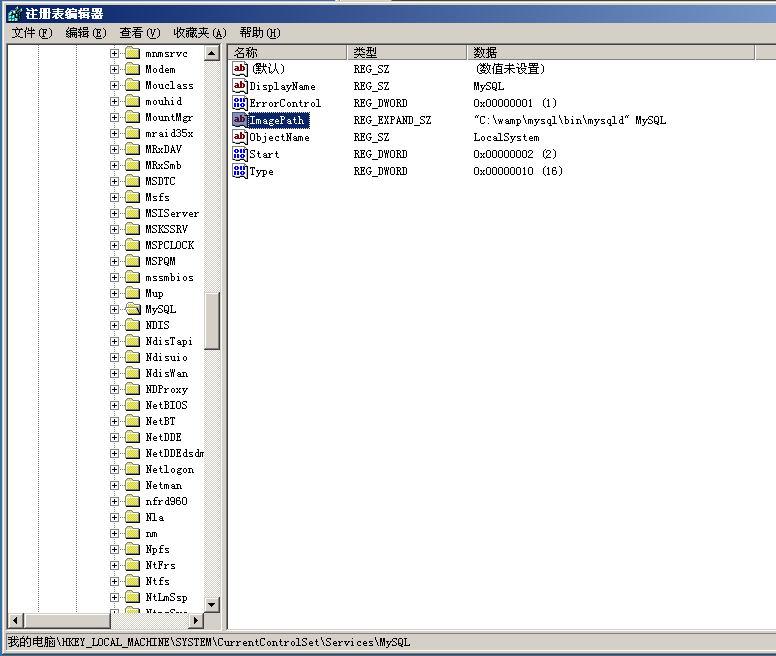 注册表编辑器
文件(F) 编辑(E) 查看(V) 收藏夹(A) 帮助(H)
mnmsrvc
Modem
Mouclass
mouhid
MountMgr
mraid35x
MRxDAV
MRxSmb
MSDTC
Msfs
MSIServer
MSKSSRV
MSPCLOCK
MSPQM
mssmbios
Mup
MySQL
NDIS
NdisTapi
Ndisuio
NdisWan
NDProxy
NetBIOS
NetBT
NetDDE
NetDDEdsdm
Netlogon
Netman
nfrd960
Nla
nm
Npfs
NtFrs
Ntfs
NtLmSsp
名称 类型 数据
(默认) REG_SZ (数值未设置)
DisplayName REG_SZ MySQL
ErrorControl REG_DWORD 0x00000001 (1)
ImagePath REG_EXPAND_SZ "C:\wamp\mysql\bin\mysqld" MySQL
ObjectName REG_SZ LocalSystem
Start REG_DWORD 0x00000002 (2)
Type REG_DWORD 0x00000010 (16)
我的电脑\HKEY_LOCAL_MACHINE\SYSTEM\CurrentControlSet\Services\MySQL